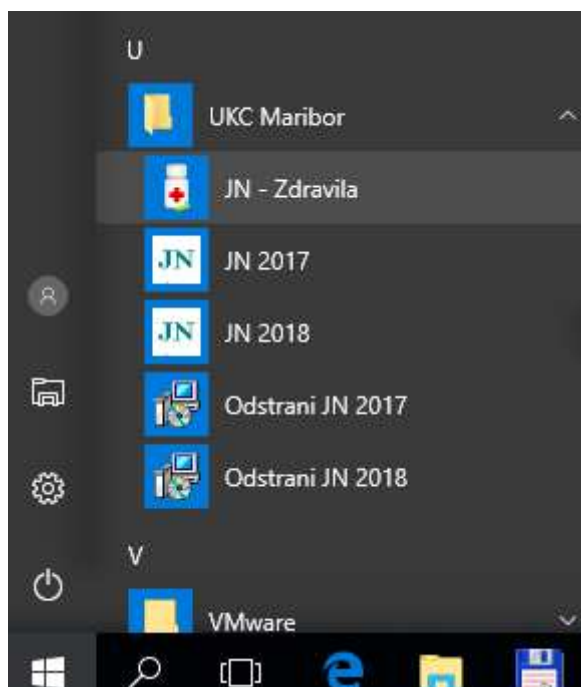 U
UKC Maribor
JN - Zdravila
JN JN 2017
JN JN 2018
Odstrani JN 2017
Odstrani JN 2018
V
VMware